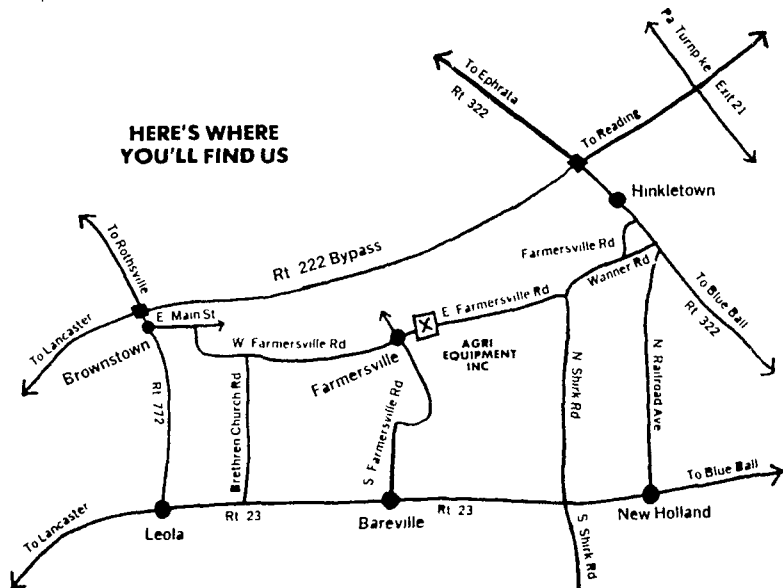 HERE'S WHERE
YOU'LL FIND US
Pa Turnp ke
Exit 21
To Ephrata
Rt 322
To Reading
Hinkletown
To Rothsville
Rt 222 Bypass
Farmersville Rd
Wanner Rd
To Blue Ball
Rt 322
To Lancaster
E Main St
Brownstown
W Farmersville Rd
Farmersville
X
E Farmersville Rd
AGRI
EQUIPMENT
INC
Rt 772
Brethren Church Rd
S Farmersville Rd
N Shirk Rd
N Railroad Ave
To Blue Ball
To Lancaster
Leola
Rt 23
Bareville
Rt 23
New Holland
S Shirk Rd